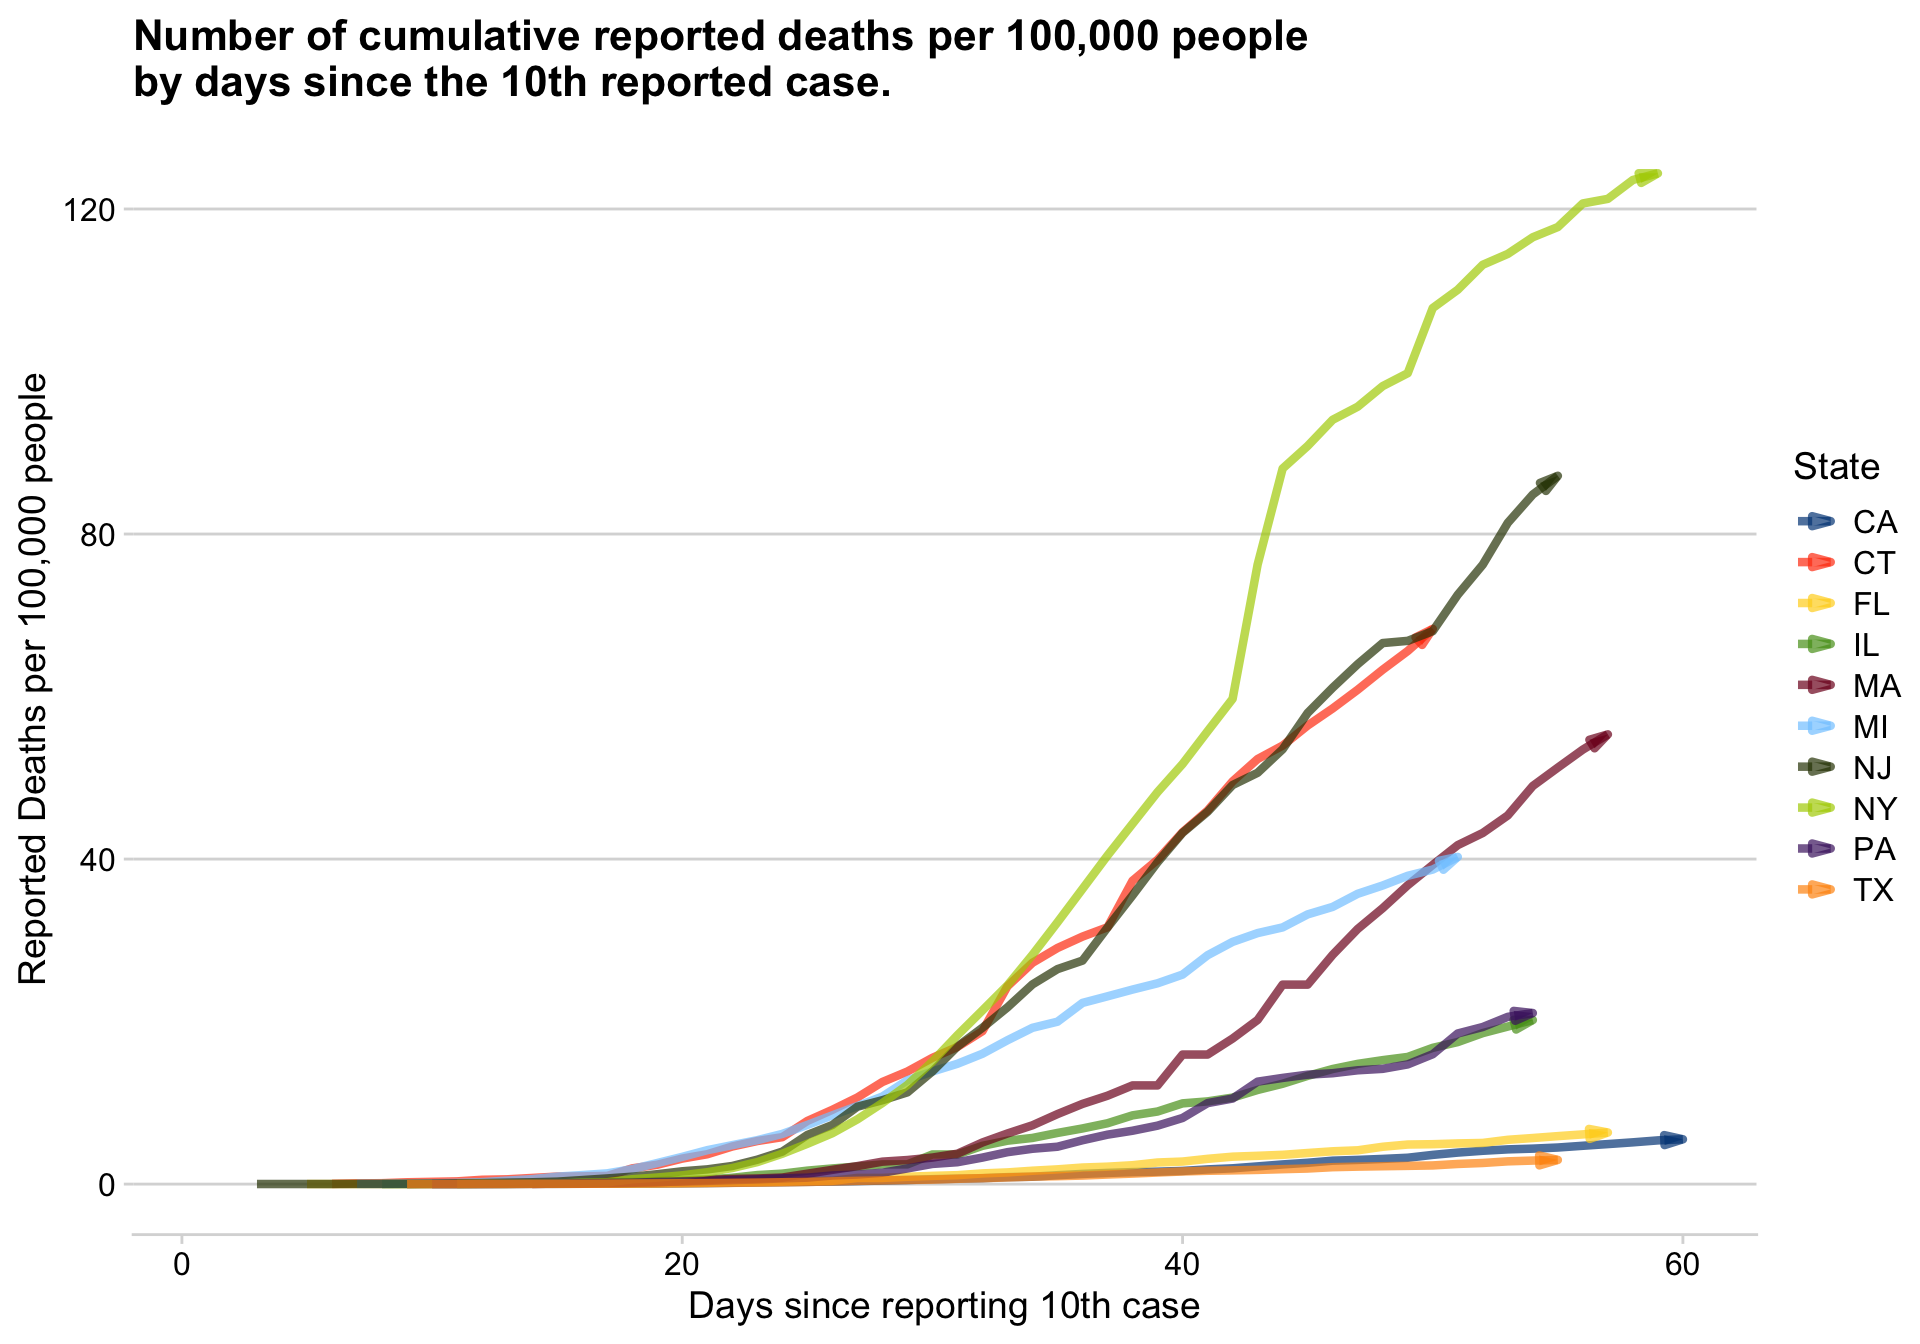 Number of cumulative reported deaths per 100,000 people
by days since the 10th reported case.
Reported Deaths per 100,000 people
120
80
40
0
0
20
40
60
Days since reporting 10th case
State
CA
CT
FL
IL
MA
MI
NJ
NY
PA
TX